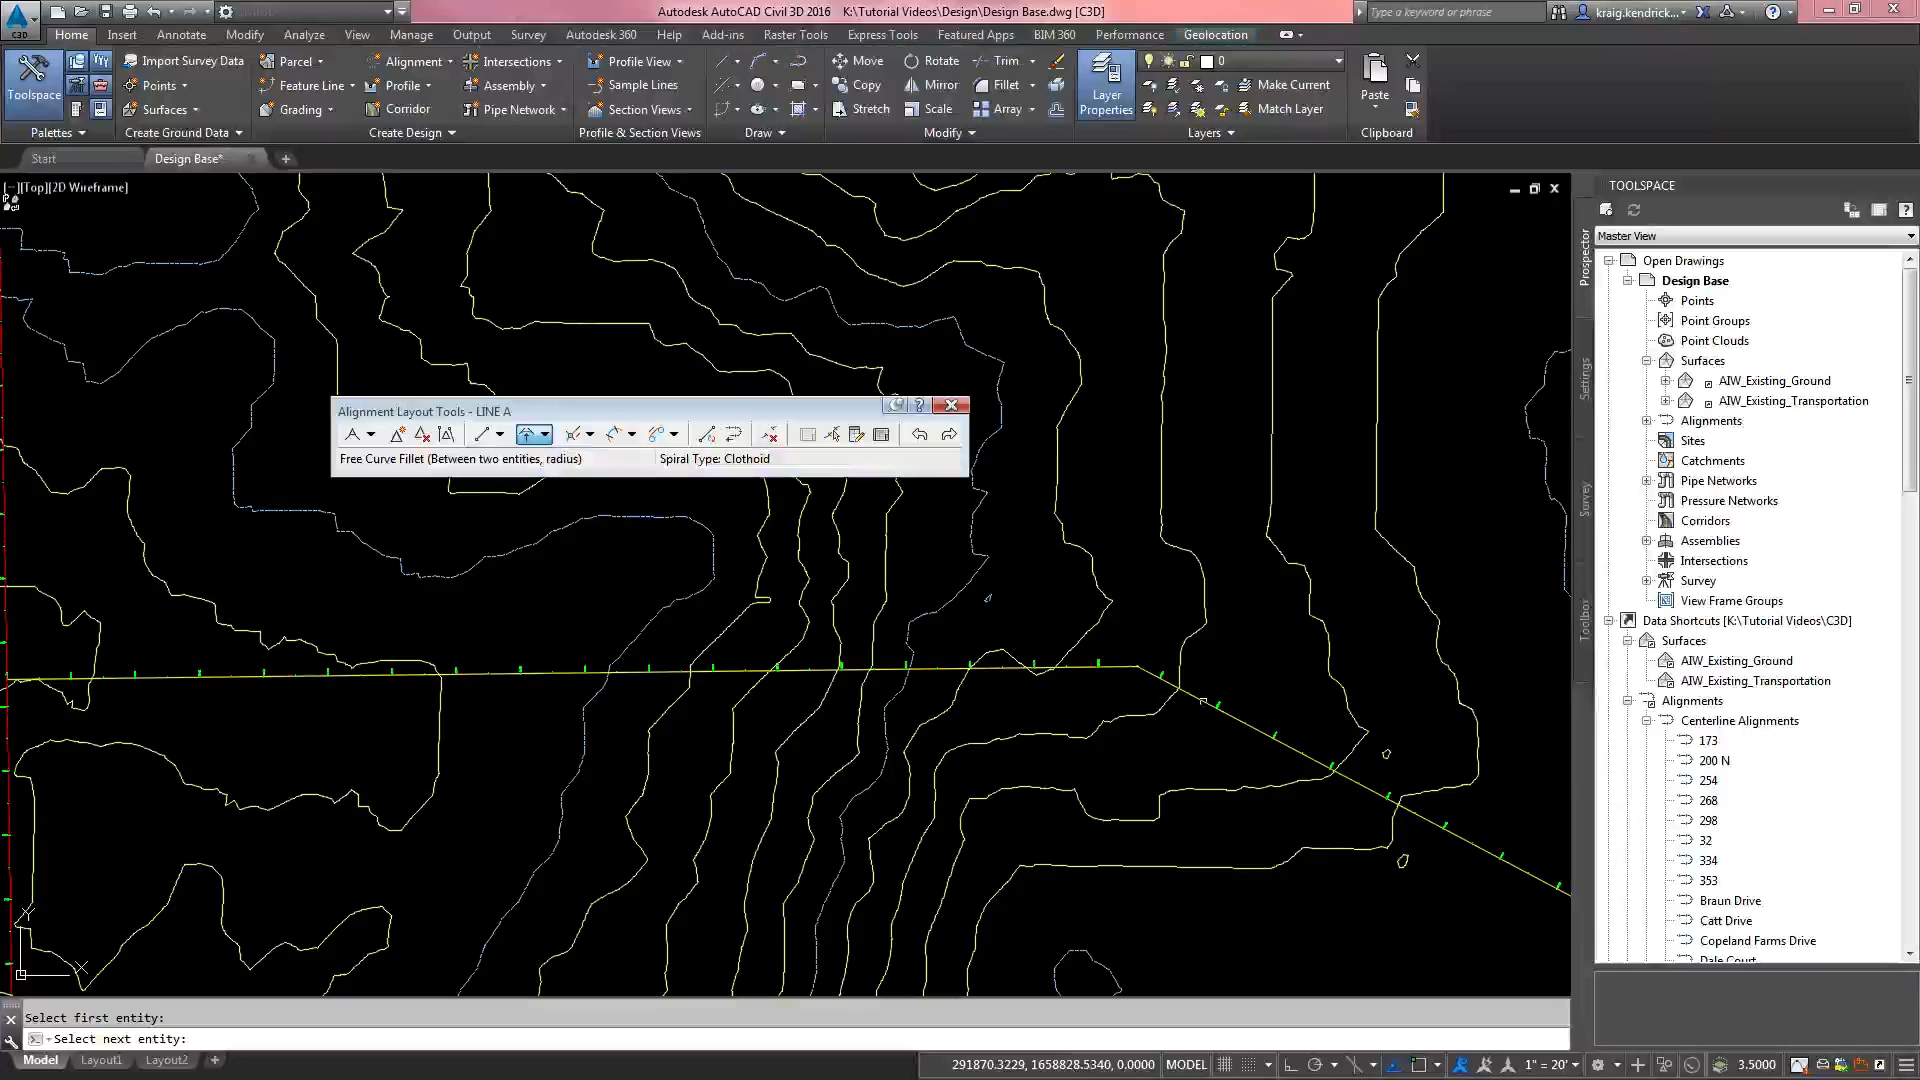 Autodesk AutoCAD Civil 3D 2016 K:\Tutorial Videos\Design\Design Base.dwg [C3D]
Type a keyword or phrase
kraig.kendrick...
C3D
Home Insert Annotate Modify Analyze View Manage Output Survey Autodesk 360 Help Add-ins Raster Tools Express Tools Featured Apps BIM 360 Performance Geolocation
Import Survey Data Parcel Alignment Intersections Profile View Move Rotate Trim 0
Toolspace Points Feature Line Profile Assembly Sample Lines Copy Mirror Fillet Layer Properties Make Current Paste
Surfaces Grading Corridor Pipe Network Section Views Stretch Scale Array Match Layer
Palettes Create Ground Data Create Design Profile & Section Views Draw Modify Layers Clipboard
Start Design Base*
[−][Top][2D Wireframe]
TOOLSPACE
Master View
Prospector
Settings
Survey
Toolbox
Open Drawings
Design Base
Points
Point Groups
Point Clouds
Surfaces
AIW_Existing_Ground
AIW_Existing_Transportation
Alignments
Sites
Catchments
Pipe Networks
Pressure Networks
Corridors
Assemblies
Intersections
Survey
View Frame Groups
Data Shortcuts [K:\Tutorial Videos\C3D]
Surfaces
AIW_Existing_Ground
AIW_Existing_Transportation
Alignments
Centerline Alignments
173
200 N
254
268
298
32
334
353
Braun Drive
Catt Drive
Copeland Farms Drive
Dale Court
Alignment Layout Tools - LINE A
Free Curve Fillet (Between two entities, radius) Spiral Type: Clothoid
Y
X
Select first entity:
Select next entity:
Model Layout1 Layout2
291870.3229, 1658828.5340, 0.0000 MODEL 1" = 20' 3.5000